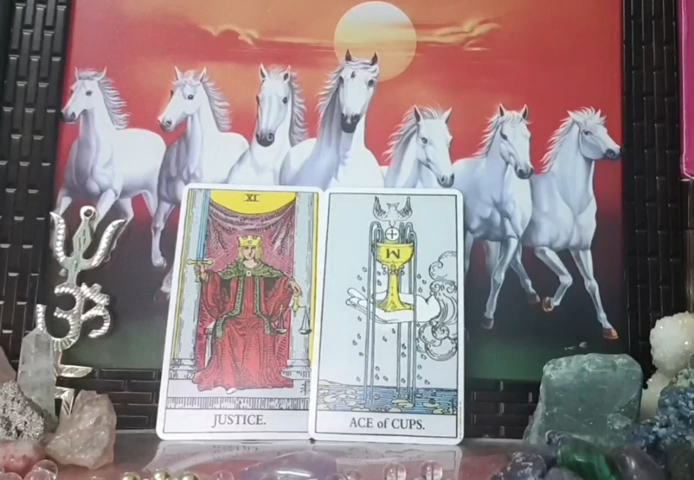 ॐ
XI
M
JUSTICE.
ACE of CUPS.